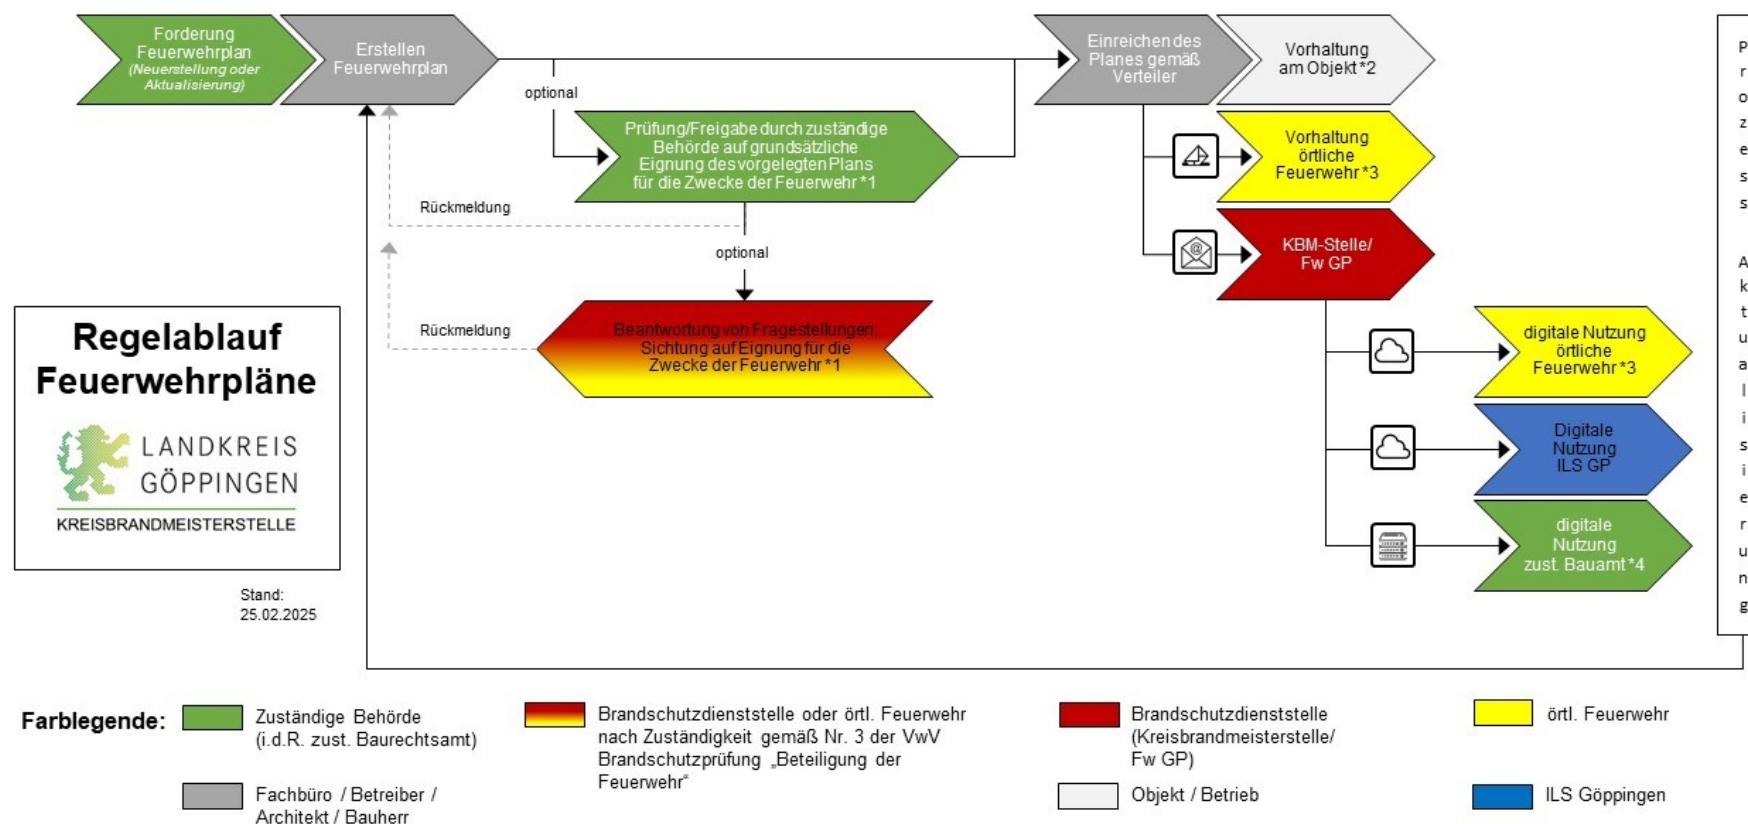 Forderung
Feuerwehrplan
(Neuerstellung oder
Aktualisierung)
Erstellen
Feuerwehrplan
optional
Prüfung/Freigabe durch zuständige
Behörde auf grundsätzliche
Eignung des vorgelegten Plans
für die Zwecke der Feuerwehr *1
Rückmeldung
optional
Rückmeldung
Beantwortung von Fragestellungen;
Sichtung auf Eignung für die
Zwecke der Feuerwehr *1
Einreichen des
Planes gemäß
Verteiler
Vorhaltung
am Objekt *2
Vorhaltung
örtliche
Feuerwehr *3
@
KBM-Stelle/
Fw GP
digitale Nutzung
örtliche
Feuerwehr *3
Digitale
Nutzung
ILS GP
digitale
Nutzung
zust. Bauamt *4
P
r
o
z
e
s
s
A
k
t
u
a
l
i
s
i
e
r
u
n
g
Regelablauf
Feuerwehrpläne
LANDKREIS
GÖPPINGEN
KREISBRANDMEISTERSTELLE
Stand:
25.02.2025
Farblegende:
Zuständige Behörde
(i.d.R. zust. Baurechtsamt)
Fachbüro / Betreiber /
Architekt / Bauherr
Brandschutzdienststelle oder örtl. Feuerwehr
nach Zuständigkeit gemäß Nr. 3 der VwV
Brandschutzprüfung „Beteiligung der
Feuerwehr“
Brandschutzdienststelle
(Kreisbrandmeisterstelle/
Fw GP)
Objekt / Betrieb
örtl. Feuerwehr
ILS Göppingen